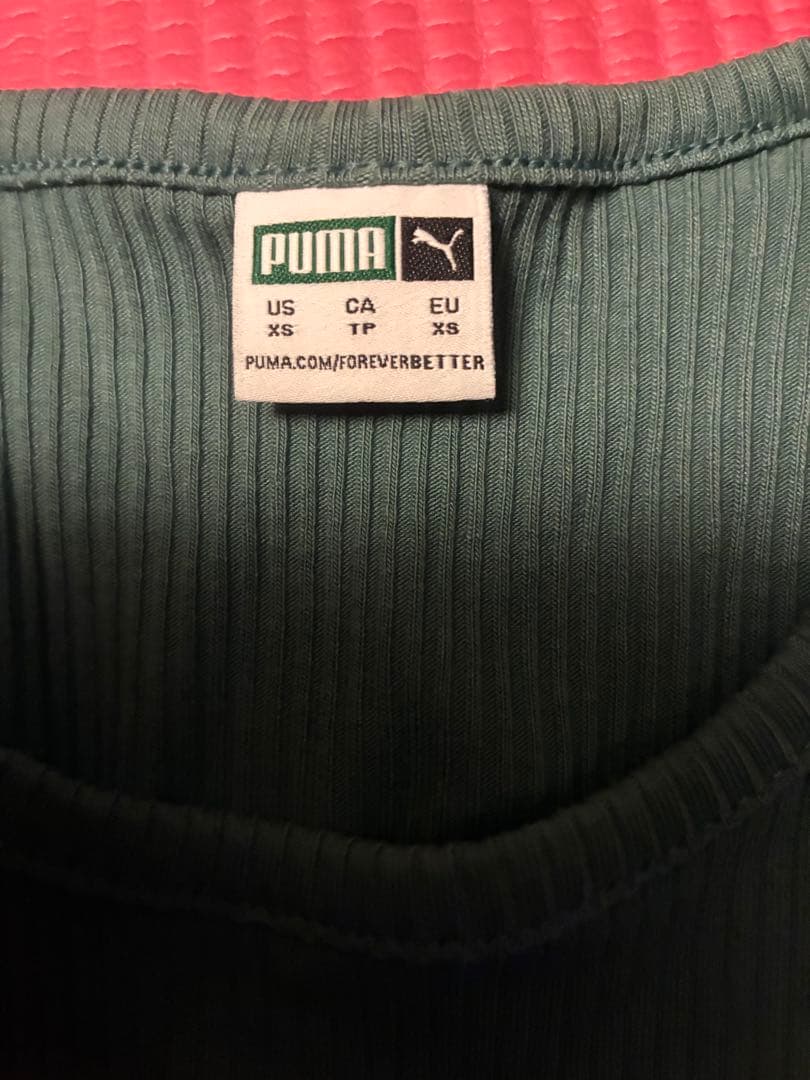 PUMA
US CA EU
XS TP XS
PUMA.COM/FOREVERBETTER